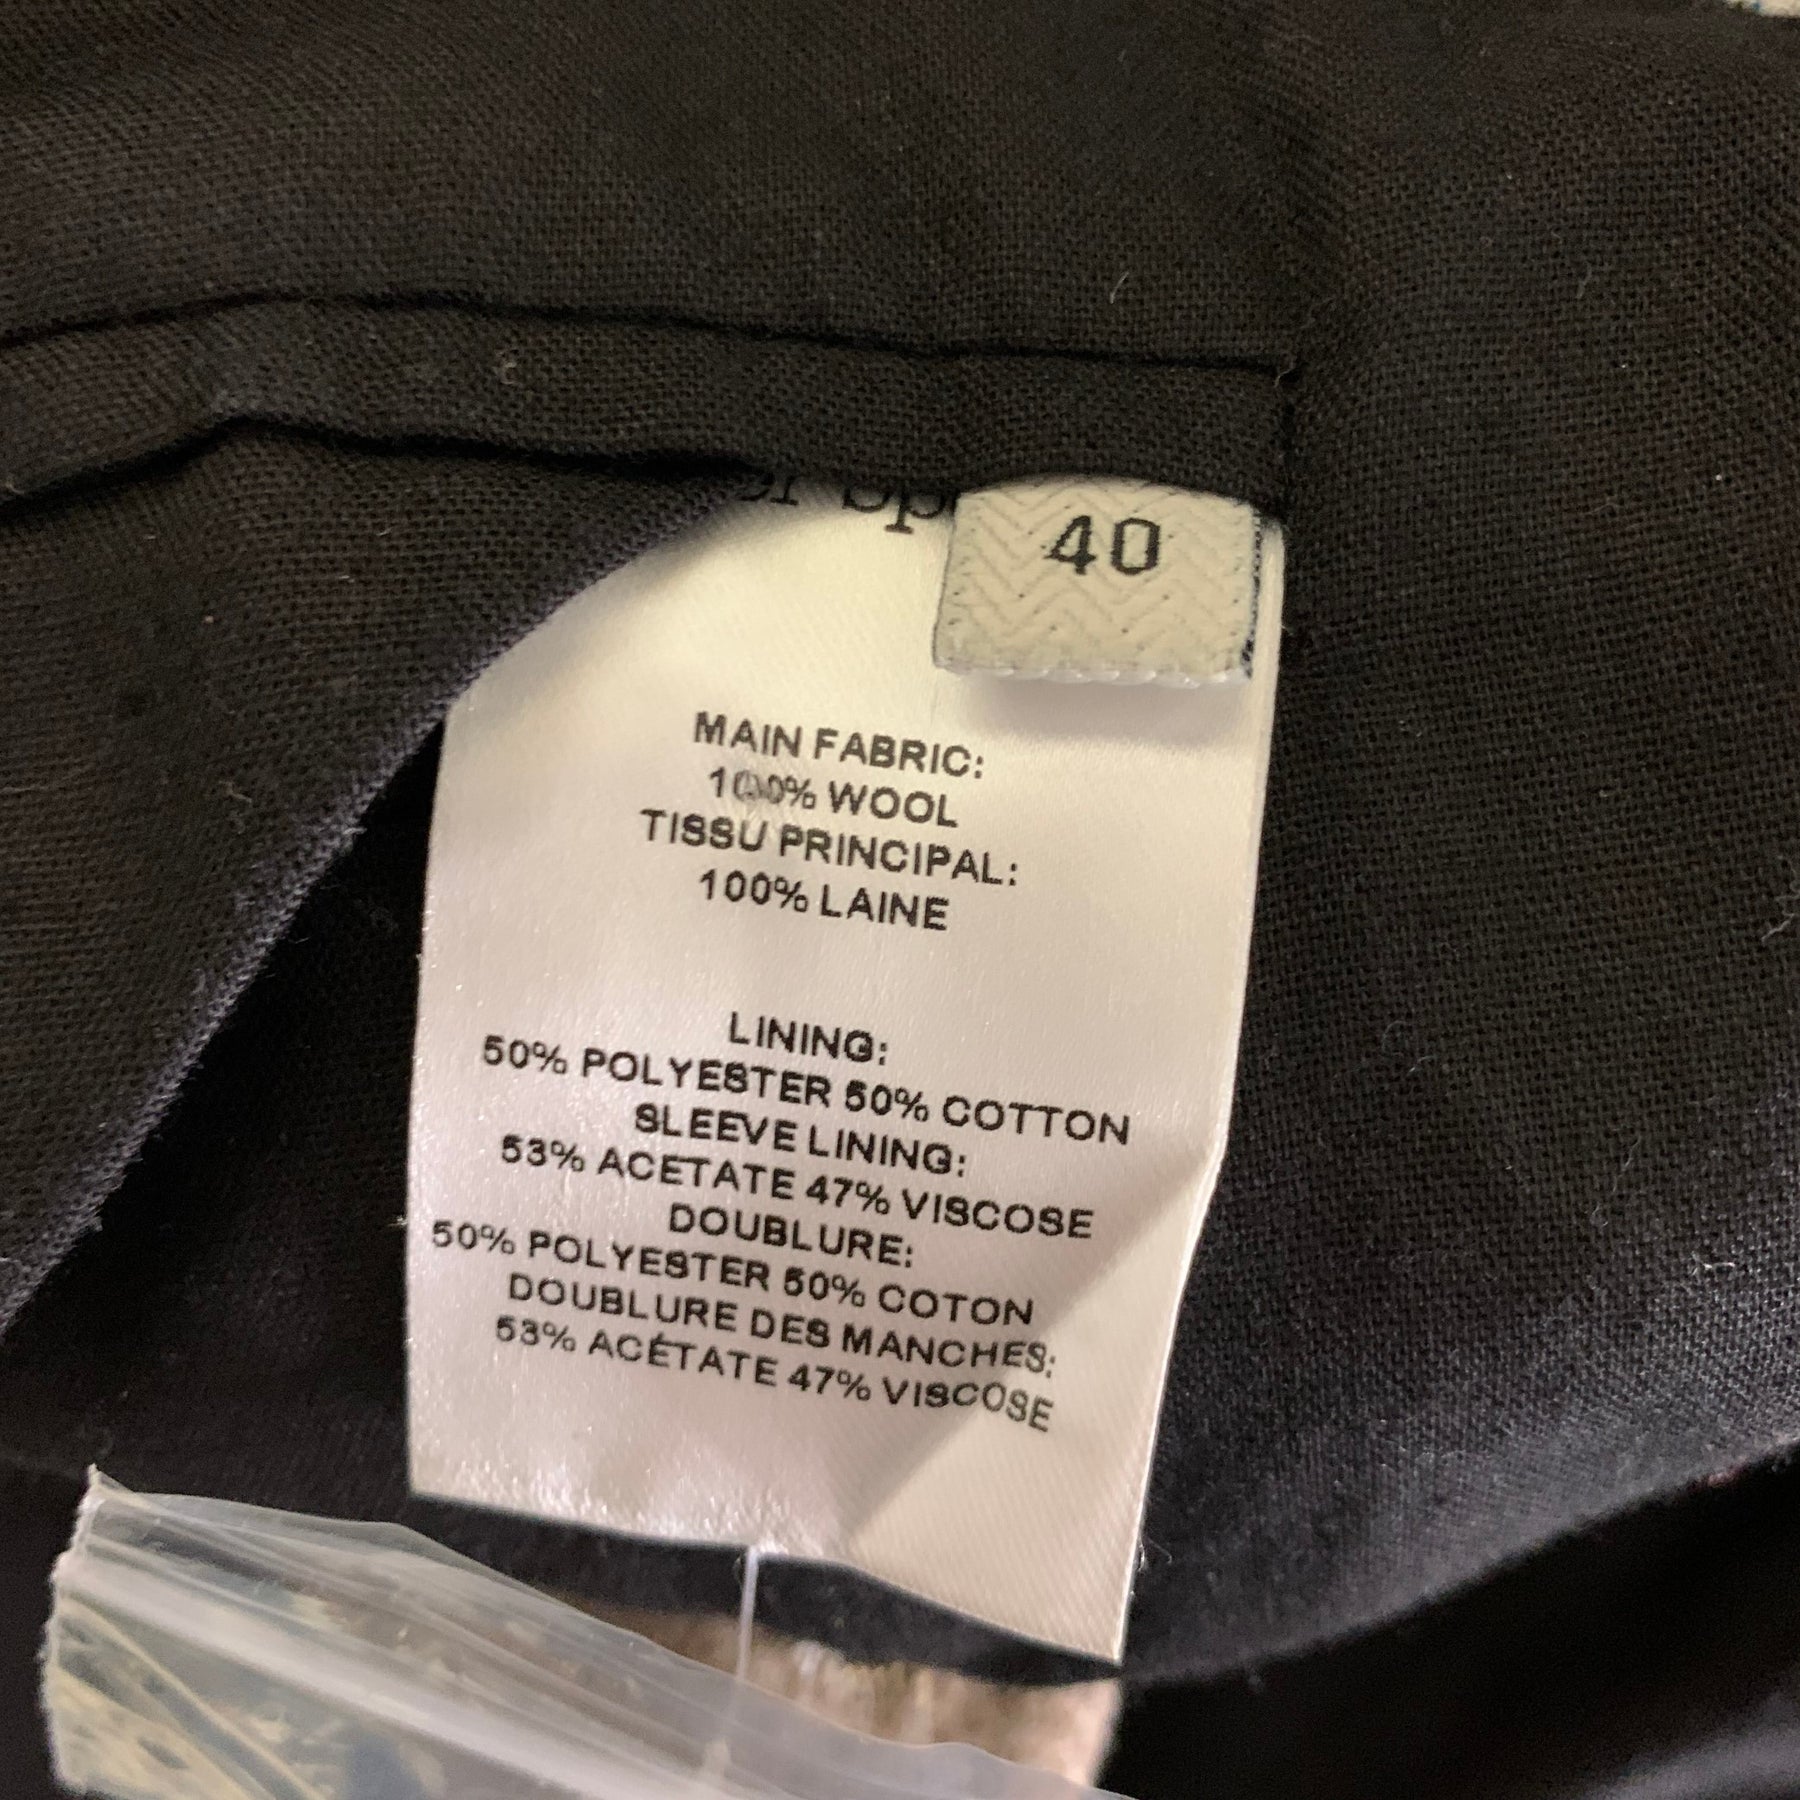 40
MAIN FABRIC:
100% WOOL
TISSU PRINCIPAL:
100% LAINE
LINING:
50% POLYESTER 50% COTTON
SLEEVE LINING:
53% ACETATE 47% VISCOSE
DOUBLURE:
50% POLYESTER 50% COTON
DOUBLURE DES MANCHES:
53% ACÉTATE 47% VISCOSE